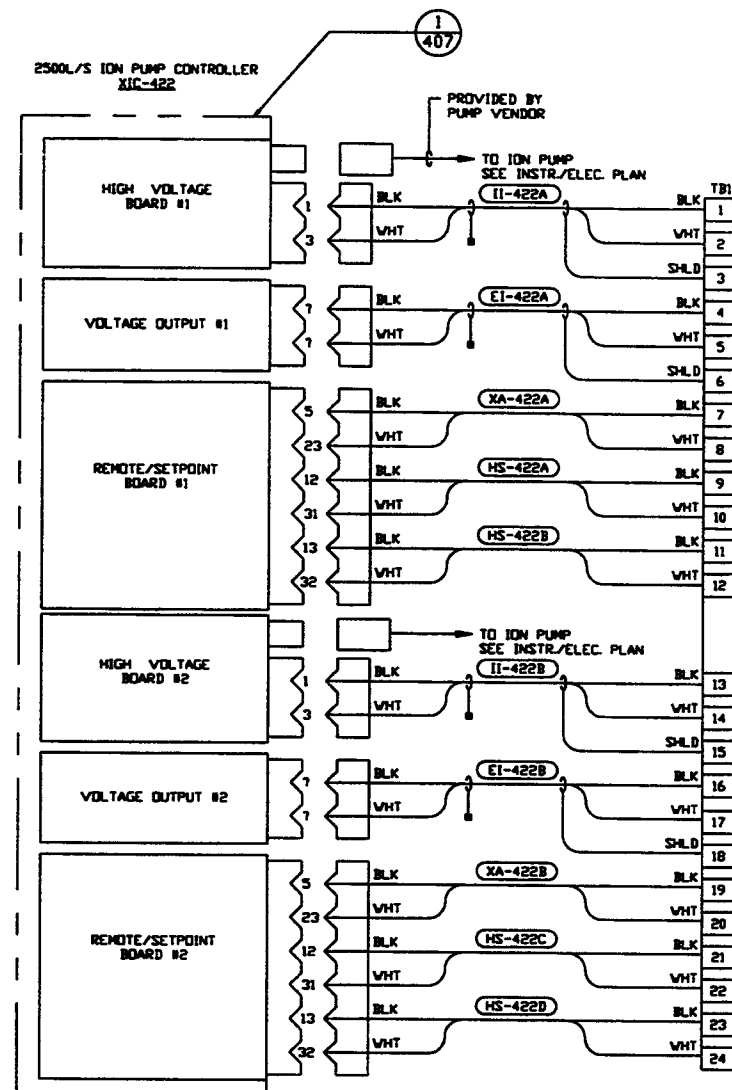 1
407
2500L/S ION PUMP CONTROLLER
XIC-422
PROVIDED BY
PUMP VENDOR
TO ION PUMP
SEE INSTR./ELEC. PLAN
TB1
HIGH VOLTAGE
BOARD #1
1 BLK II-422A BLK 1
3 WHT WHT 2
SHLD 3
VOLTAGE OUTPUT #1
? BLK EI-422A BLK 4
? WHT WHT 5
SHLD 6
REMOTE/SETPOINT
BOARD #1
5 BLK XA-422A BLK 7
23 WHT WHT 8
12 BLK HS-422A BLK 9
31 WHT WHT 10
13 BLK HS-422B BLK 11
32 WHT WHT 12
TO ION PUMP
SEE INSTR./ELEC. PLAN
HIGH VOLTAGE
BOARD #2
1 BLK II-422B BLK 13
3 WHT WHT 14
SHLD 15
VOLTAGE OUTPUT #2
? BLK EI-422B BLK 16
? WHT WHT 17
SHLD 18
REMOTE/SETPOINT
BOARD #2
5 BLK XA-422B BLK 19
23 WHT WHT 20
12 BLK HS-422C BLK 21
31 WHT WHT 22
13 BLK HS-422D BLK 23
32 WHT WHT 24